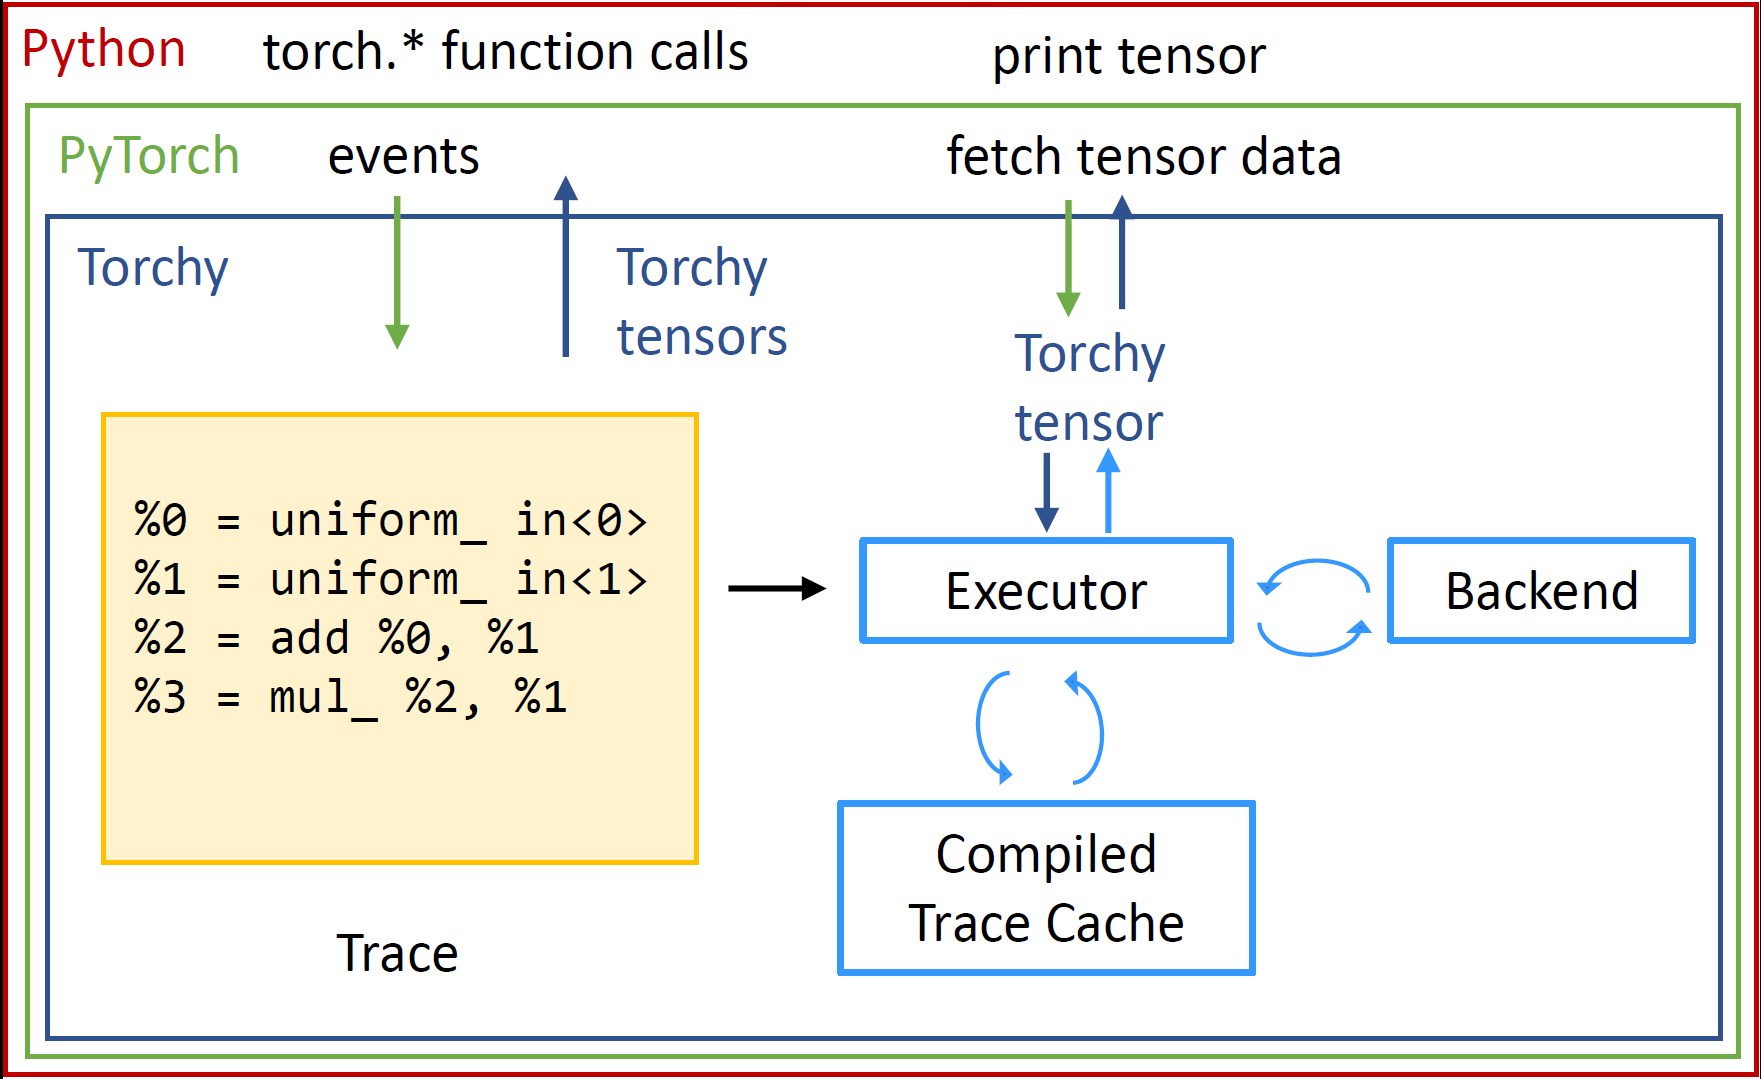 Python torch.* function calls print tensor
PyTorch events fetch tensor data
Torchy
Torchy
tensors
Torchy
tensor
%0 = uniform_ in<0>
%1 = uniform_ in<1>
%2 = add %0, %1
%3 = mul_ %2, %1
Trace
Executor
Backend
Compiled
Trace Cache